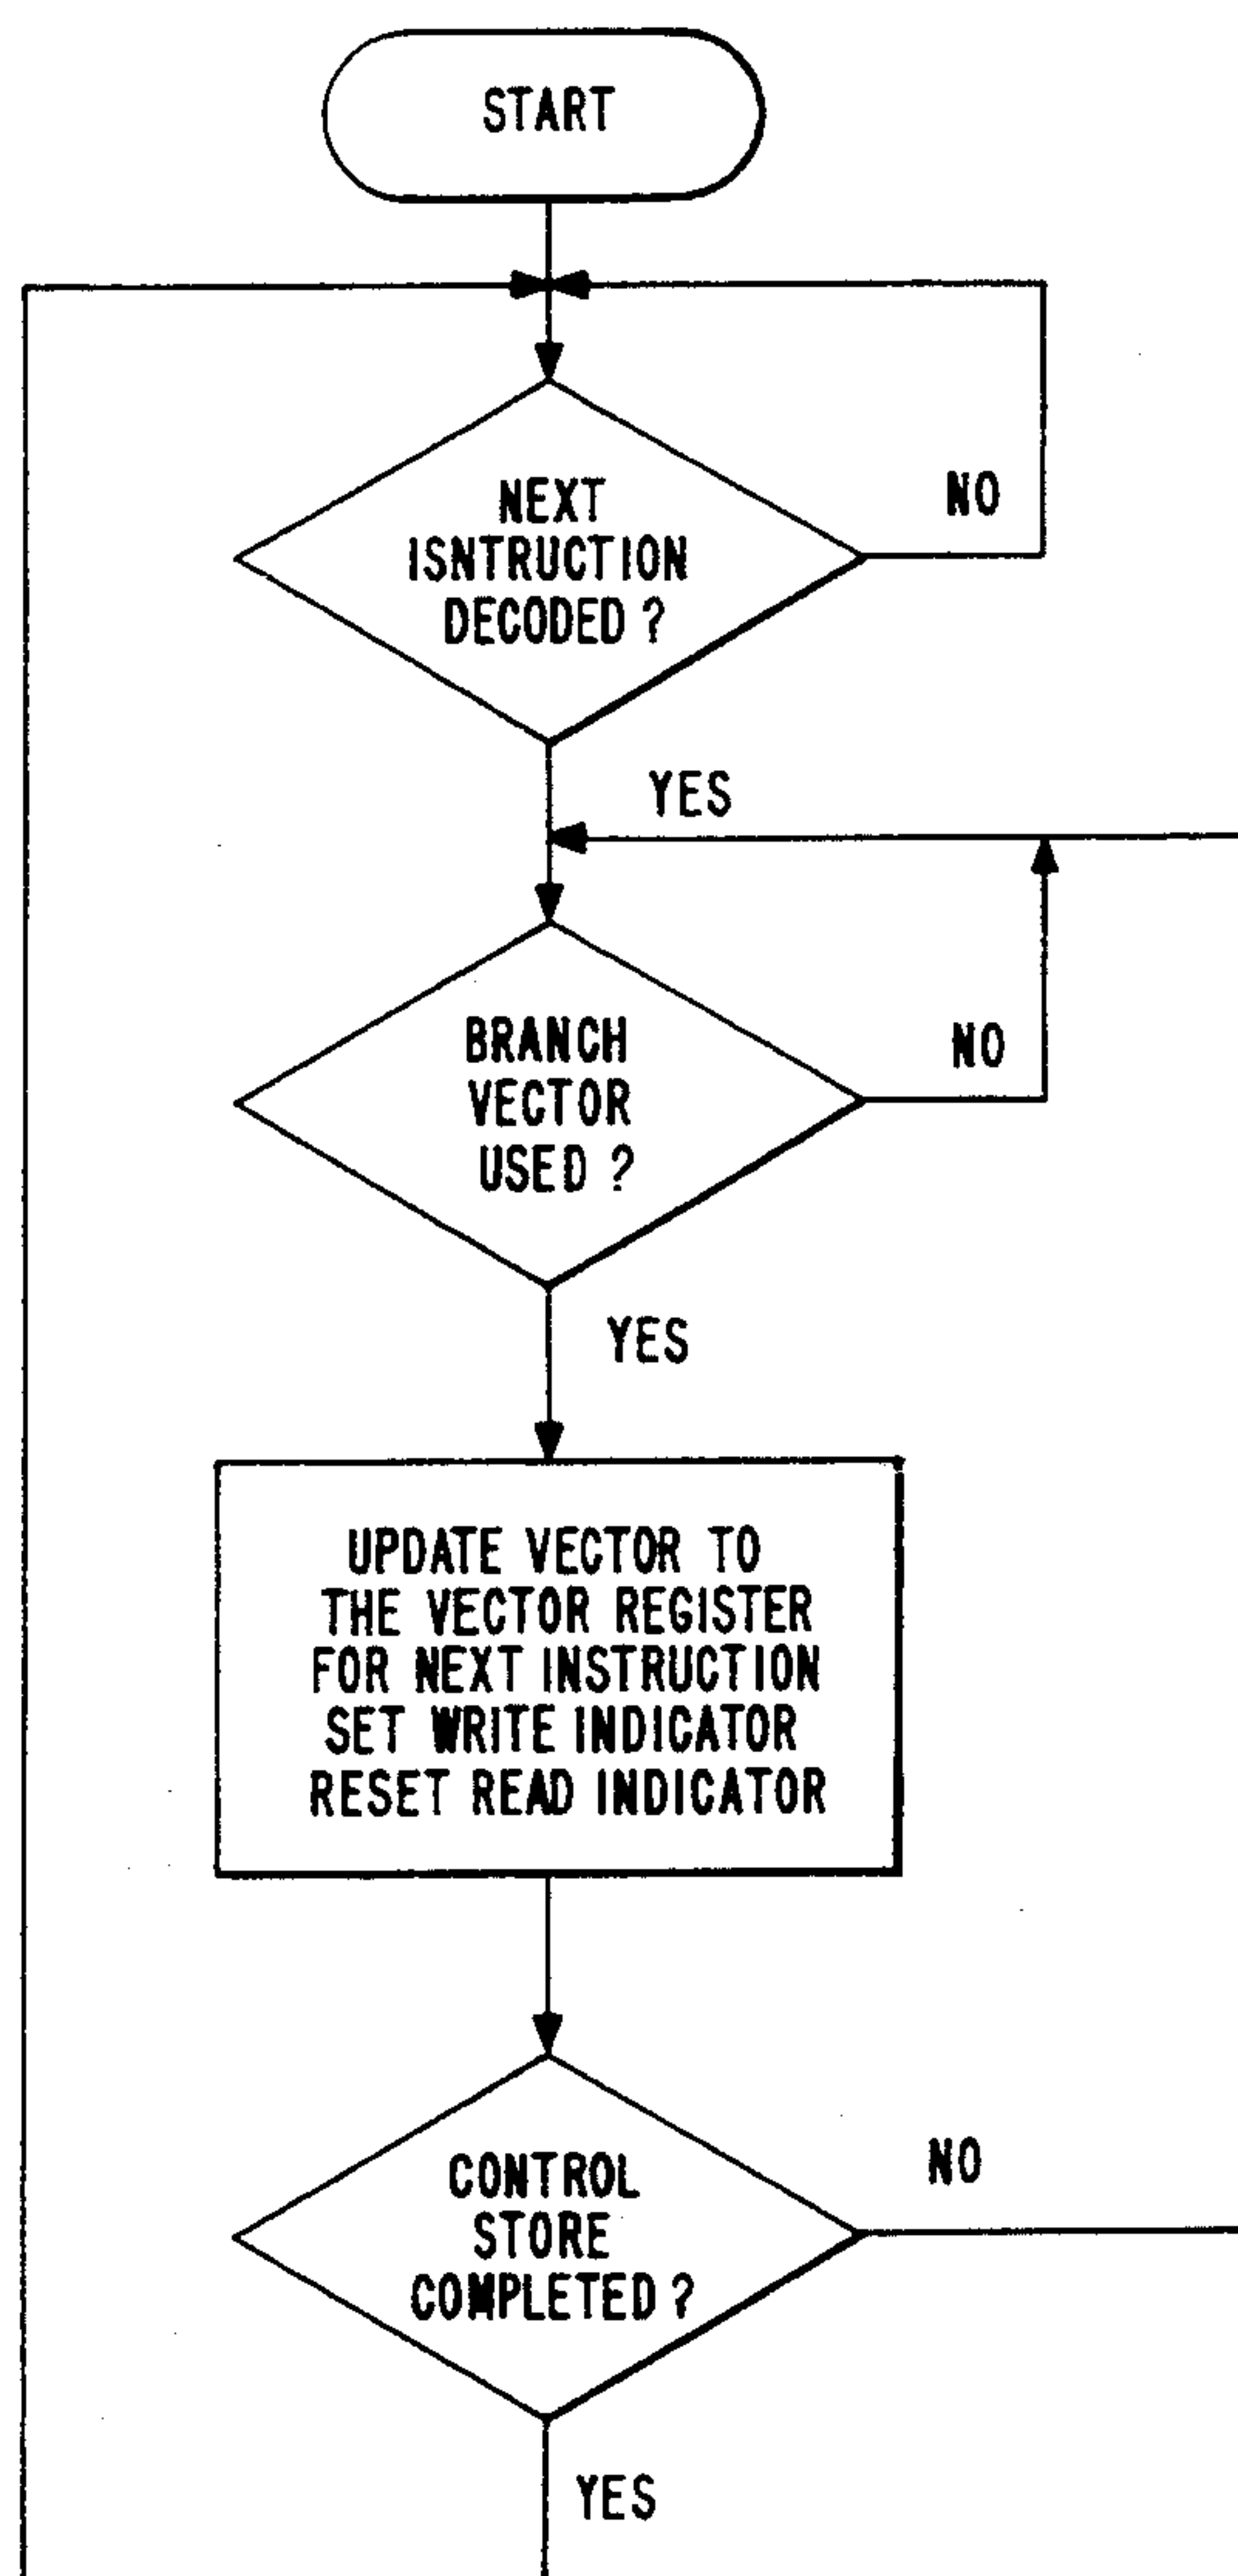 START
NEXT
ISNTRUCTION
DECODED ?
NO
YES
BRANCH
VECTOR
USED ?
NO
YES
UPDATE VECTOR TO
THE VECTOR REGISTER
FOR NEXT INSTRUCTION
SET WRITE INDICATOR
RESET READ INDICATOR
CONTROL
STORE
COMPLETED ?
NO
YES